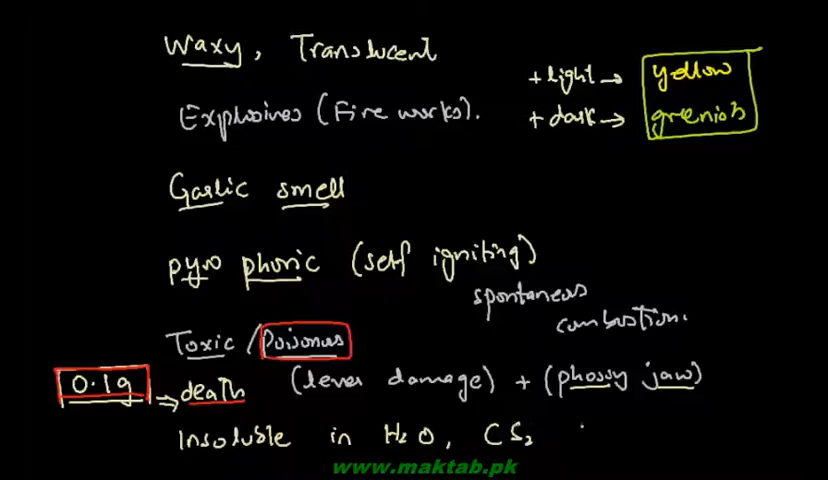 Waxy, Translucent
+light → yellow
Explosives (Fire works).
+dark → greenish
Garlic smell
pyro phoric (self igniting)
spontaneous
combustion.
Toxic / Poisonous
0.1g ⇒ death (lever damage) + (phossy jaw)
Insoluble in H2O, CS2
www.maktab.pk